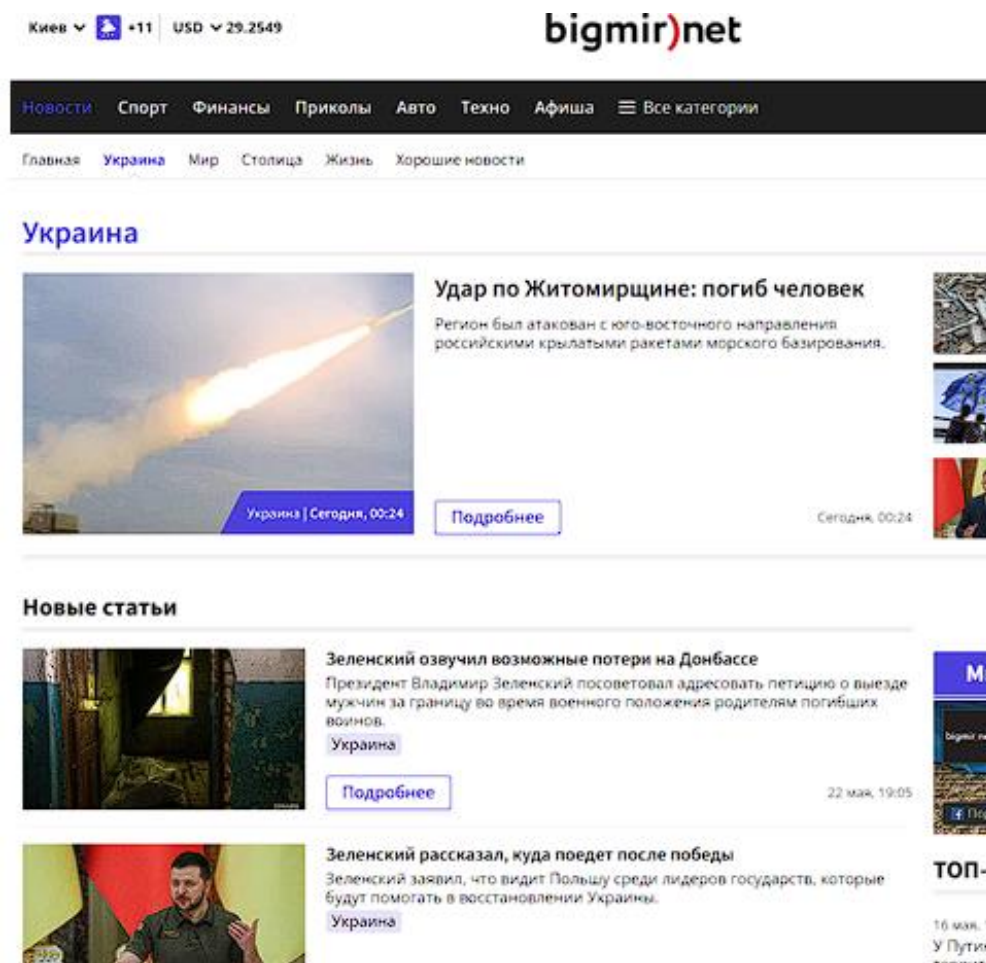 Киев +11 USD 29.2549
bigmir)net
Новости Спорт Финансы Приколы Авто Техно Афиша Все категории
Главная Украина Мир Столица Жизнь Хорошие новости
Украина
Удар по Житомирщине: погиб человек
Регион был атакован с юго-восточного направления
российскими крылатыми ракетами морского базирования.
Украина | Сегодня, 00:24
Подробнее
Сегодня, 00:24
Новые статьи
Зеленский озвучил возможные потери на Донбассе
Президент Владимир Зеленский посоветовал адресовать петицию о выезде
мужчин за границу во время военного положения родителям погибших
воинов.
Украина
Подробнее
22 мая, 19:05
Зеленский рассказал, куда поедет после победы
Зеленский заявил, что видит Польшу среди лидеров государств, которые
будут помогать в восстановлении Украины.
Украина
bigmir
ТОП-
16 мая,
У Пути